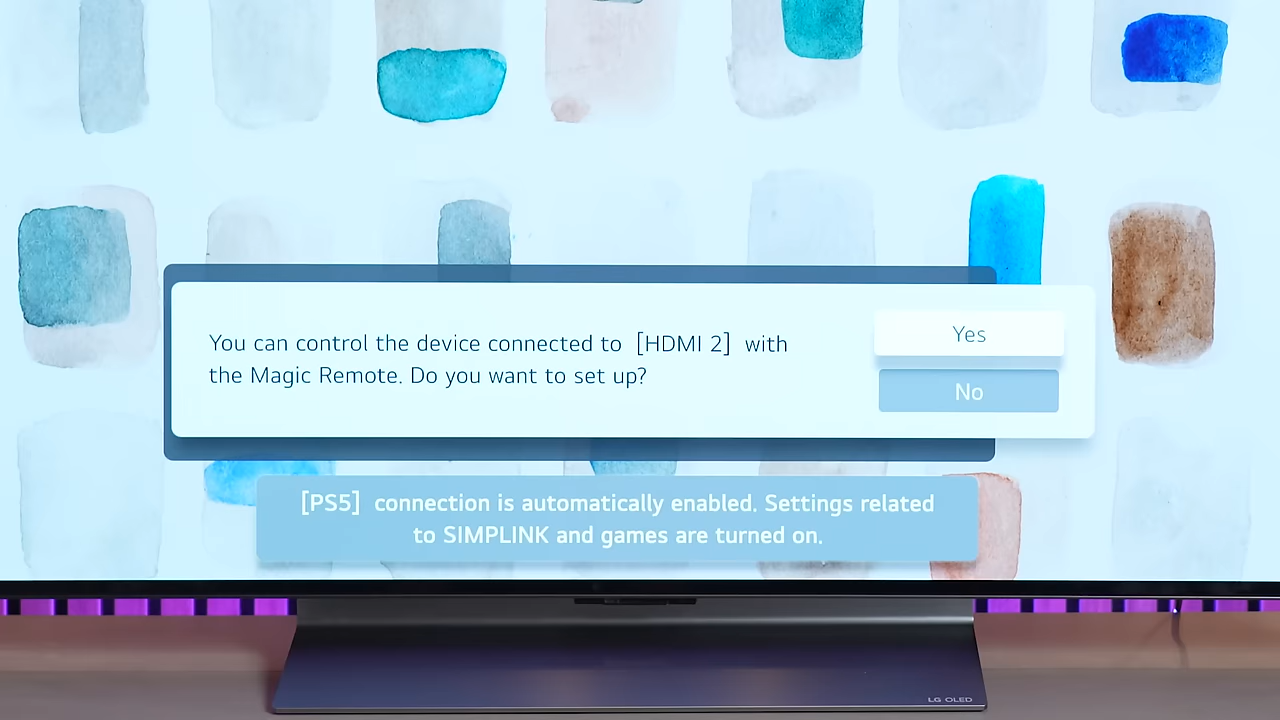 You can control the device connected to [HDMI 2] with
the Magic Remote. Do you want to set up?
Yes
No
[PS5] connection is automatically enabled. Settings related
to SIMPLINK and games are turned on.
LG OLED